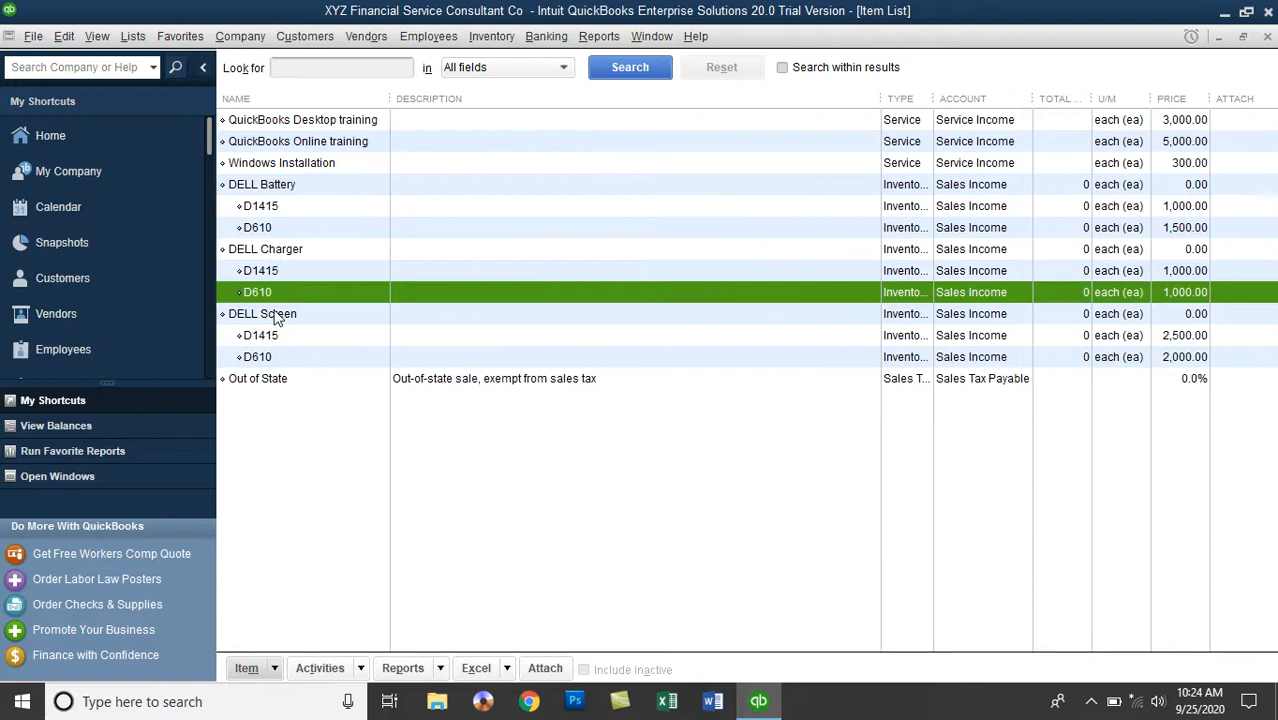 XYZ Financial Service Consultant Co - Intuit QuickBooks Enterprise Solutions 20.0 Trial Version - [Item List]
File Edit View Lists Favorites Company Customers Vendors Employees Inventory Banking Reports Window Help
Search Company or Help
Look for in All fields Search Reset Search within results
My Shortcuts
Home
My Company
Calendar
Snapshots
Customers
Vendors
Employees
My Shortcuts
View Balances
Run Favorite Reports
Open Windows
Do More With QuickBooks
Get Free Workers Comp Quote
Order Labor Law Posters
Order Checks & Supplies
Promote Your Business
Finance with Confidence
NAME DESCRIPTION TYPE ACCOUNT TOTAL ... U/M PRICE ATTACH
QuickBooks Desktop training Service Service Income each (ea) 3,000.00
QuickBooks Online training Service Service Income each (ea) 5,000.00
Windows Installation Service Service Income each (ea) 300.00
DELL Battery Invento... Sales Income 0 each (ea) 0.00
D1415 Invento... Sales Income 0 each (ea) 1,000.00
D610 Invento... Sales Income 0 each (ea) 1,500.00
DELL Charger Invento... Sales Income 0 each (ea) 0.00
D1415 Invento... Sales Income 0 each (ea) 1,000.00
D610 Invento... Sales Income 0 each (ea) 1,000.00
DELL Screen Invento... Sales Income 0 each (ea) 0.00
D1415 Invento... Sales Income 0 each (ea) 2,500.00
D610 Invento... Sales Income 0 each (ea) 2,000.00
Out of State Out-of-state sale, exempt from sales tax Sales T... Sales Tax Payable 0.0%
Item Activities Reports Excel Attach Include inactive
Type here to search
10:24 AM
9/25/2020